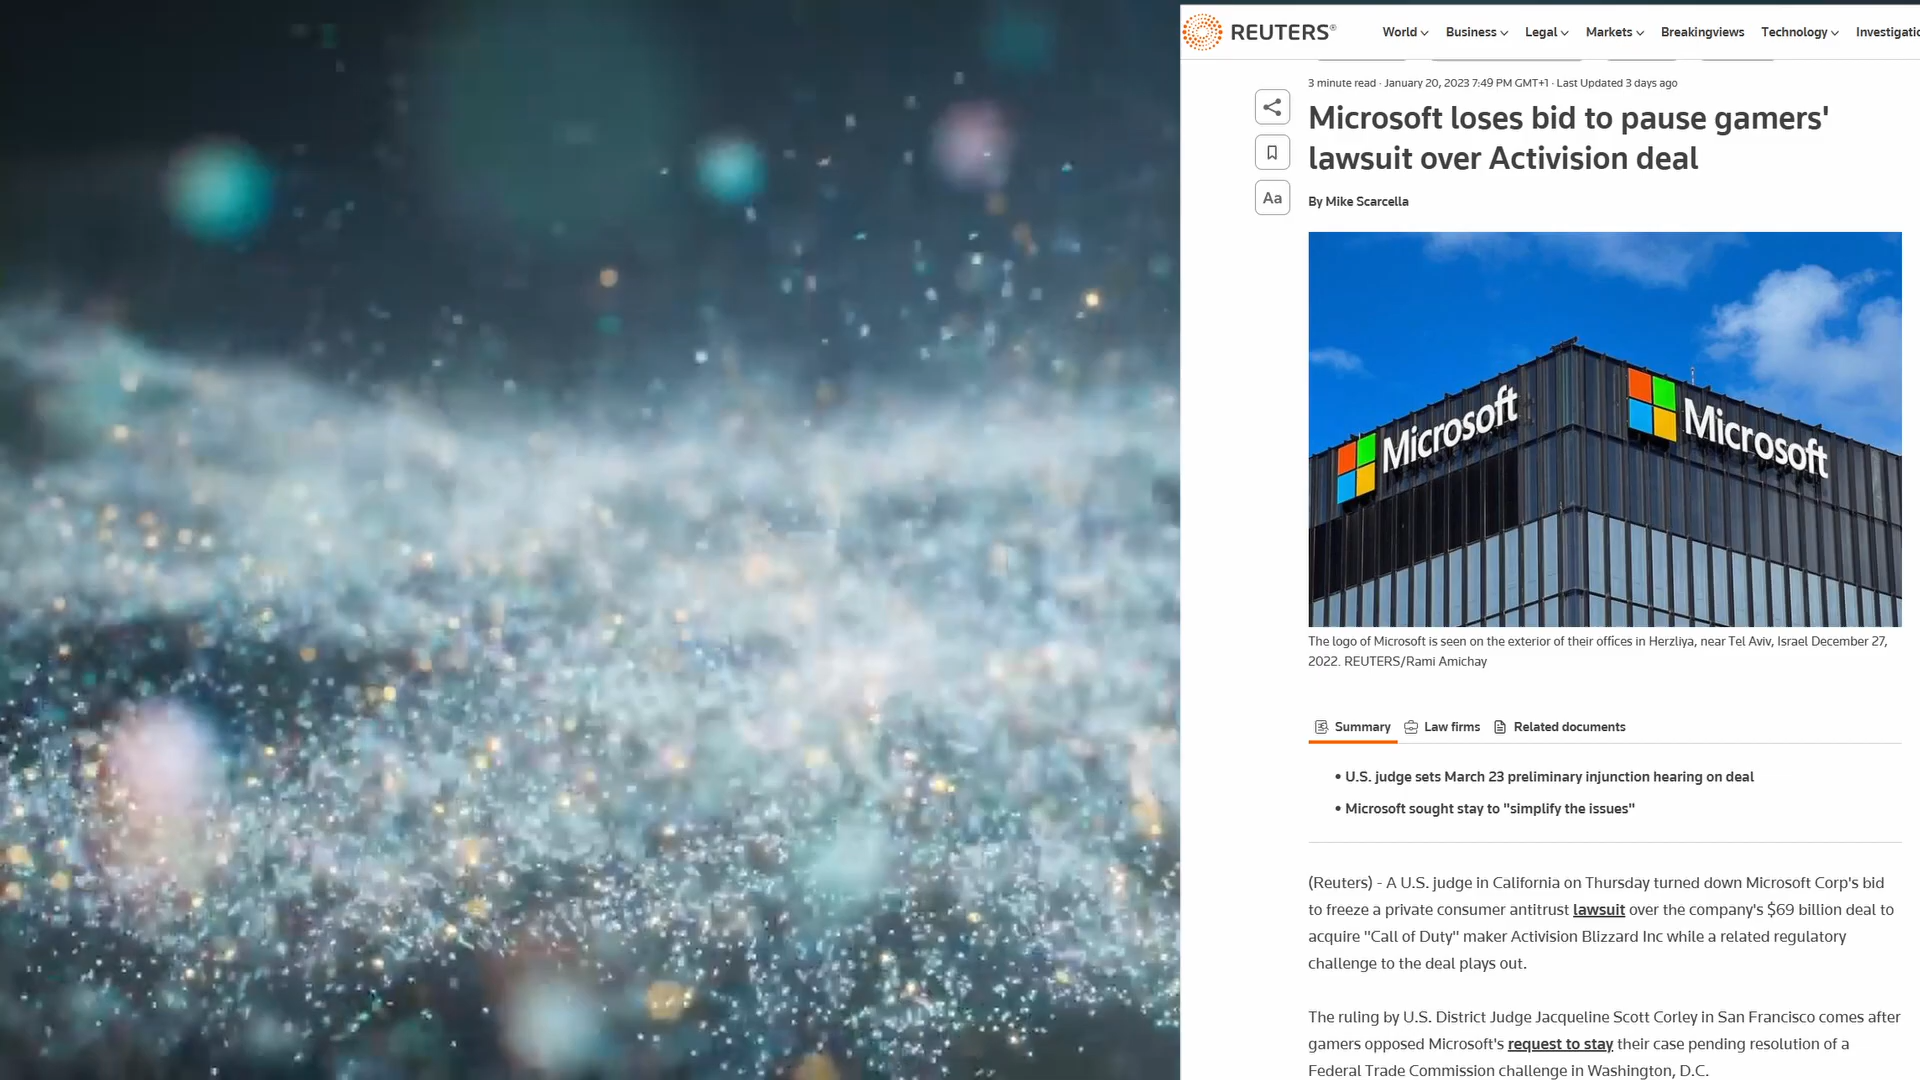 REUTERS®
World Business Legal Markets Breakingviews Technology Investigatio
3 minute read · January 20, 2023 7:49 PM GMT+1 · Last Updated 3 days ago
Microsoft loses bid to pause gamers'
lawsuit over Activision deal
Aa
By Mike Scarcella
Microsoft
Microsoft
The logo of Microsoft is seen on the exterior of their offices in Herzliya, near Tel Aviv, Israel December 27,
2022. REUTERS/Rami Amichay
Summary Law firms Related documents
• U.S. judge sets March 23 preliminary injunction hearing on deal
• Microsoft sought stay to "simplify the issues"
(Reuters) - A U.S. judge in California on Thursday turned down Microsoft Corp's bid
to freeze a private consumer antitrust lawsuit over the company's $69 billion deal to
acquire "Call of Duty" maker Activision Blizzard Inc while a related regulatory
challenge to the deal plays out.
The ruling by U.S. District Judge Jacqueline Scott Corley in San Francisco comes after
gamers opposed Microsoft's request to stay their case pending resolution of a
Federal Trade Commission challenge in Washington, D.C.